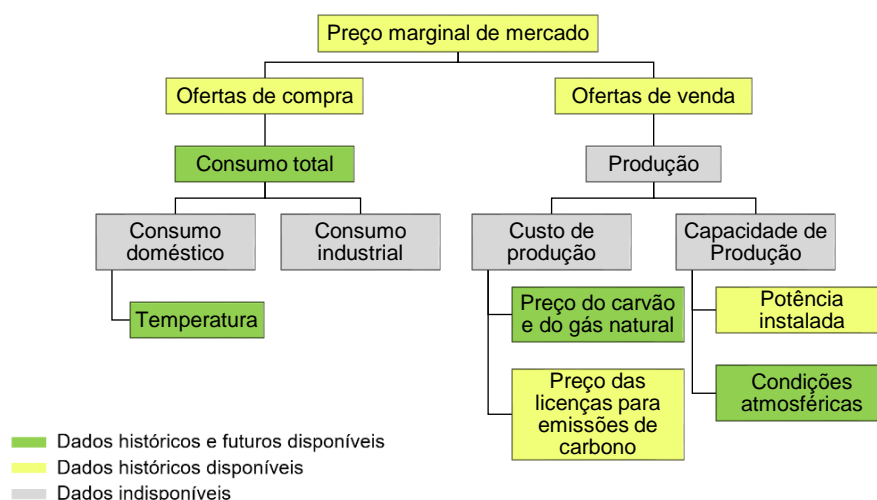 Preço marginal de mercado
Ofertas de compra
Ofertas de venda
Consumo total
Produção
Consumo
doméstico
Consumo
industrial
Custo de
produção
Capacidade de
Produção
Temperatura
Preço do carvão
e do gás natural
Potência
instalada
Preço das
licenças para
emissões de
carbono
Condições
atmosféricas
Dados históricos e futuros disponíveis
Dados históricos disponíveis
Dados indisponíveis